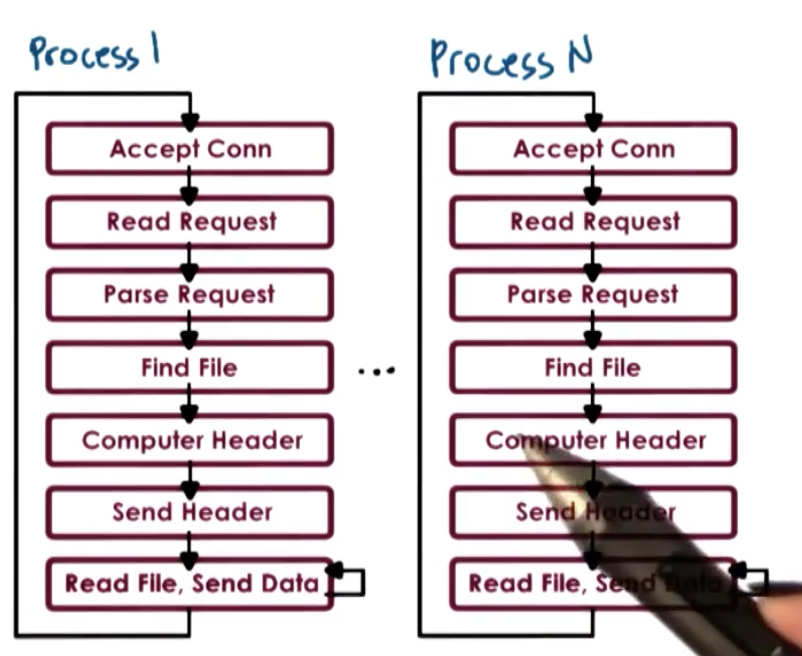 Process 1
Accept Conn
Read Request
Parse Request
Find File
Computer Header
Send Header
Read File, Send Data
...
Process N
Accept Conn
Read Request
Parse Request
Find File
Computer Header
Send Header
Read File, Send Data